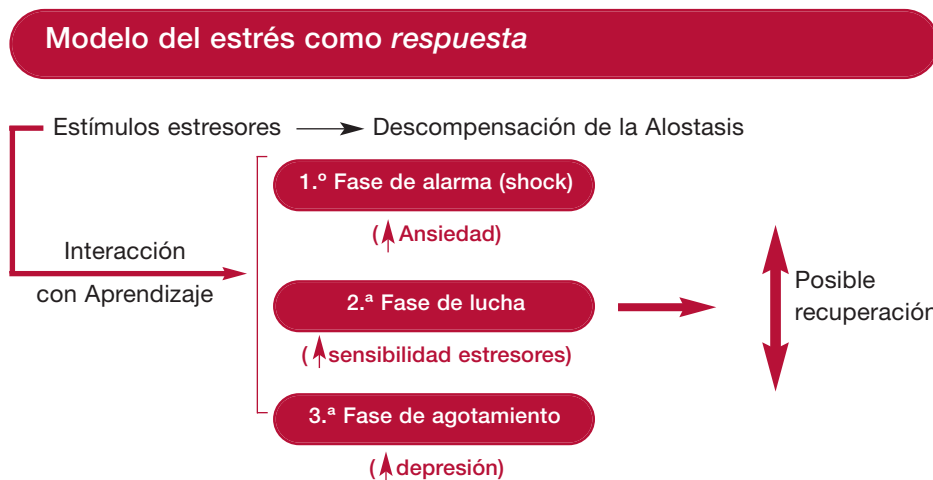 Modelo del estrés como respuesta
Estímulos estresores
Descompensación de la Alostasis
1.º Fase de alarma (shock)
(Ansiedad)
Interacción
con Aprendizaje
2.ª Fase de lucha
(sensibilidad estresores)
Posible
recuperación
3.ª Fase de agotamiento
(depresión)